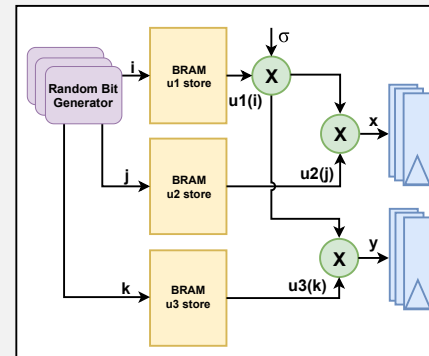 σ
i
BRAM
u1 store
Random Bit
Generator
X
u1(i)
x
X
j
BRAM
u2 store
u2(j)
y
X
k
BRAM
u3 store
u3(k)